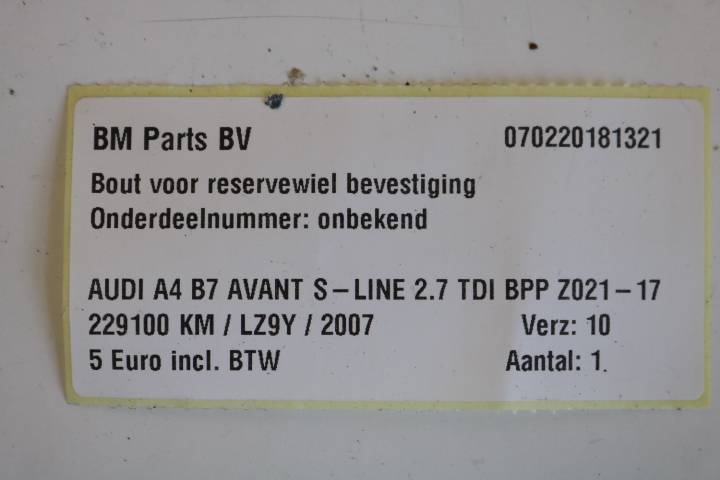 BM Parts BV 070220181321
Bout voor reservewiel bevestiging
Onderdeelnummer: onbekend
AUDI A4 B7 AVANT S-LINE 2.7 TDI BPP Z021-17
229100 KM / LZ9Y / 2007 Verz: 10
5 Euro incl. BTW Aantal: 1.